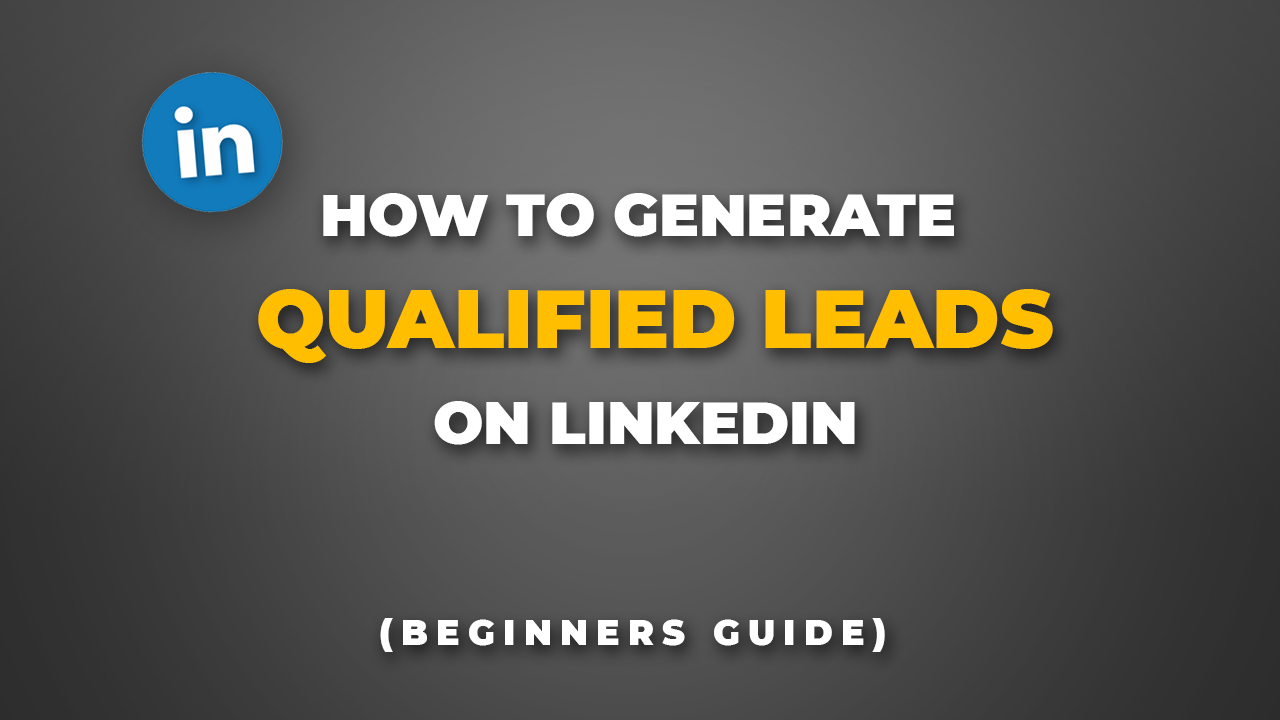 in
HOW TO GENERATE
QUALIFIED LEADS
ON LINKEDIN
(BEGINNERS GUIDE)